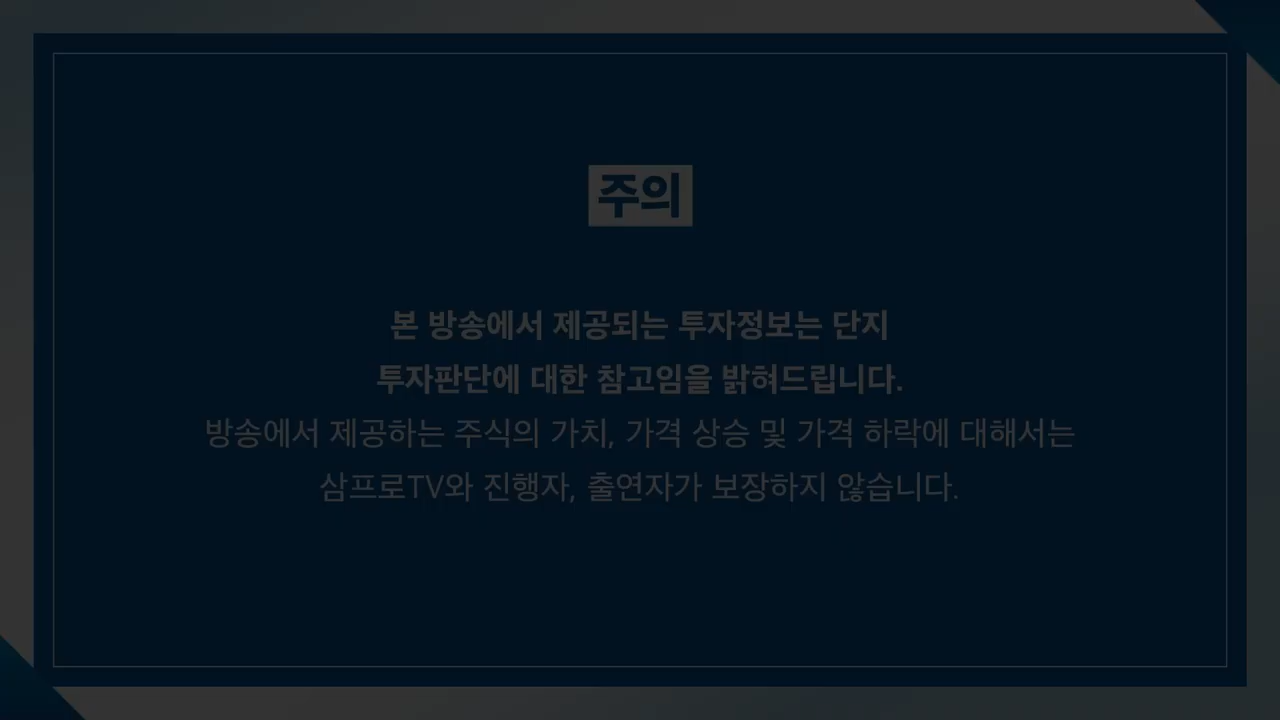 주의
본 방송에서 제공되는 투자정보는 단지
투자판단에 대한 참고임을 밝혀드립니다.
방송에서 제공하는 주식의 가치, 가격 상승 및 가격 하락에 대해서는
삼프로TV와 진행자, 출연자가 보장하지 않습니다.